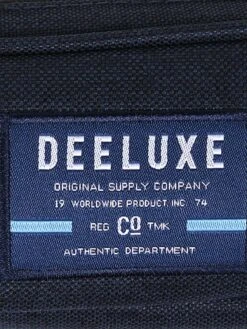 DEELUXE
ORIGINAL SUPPLY COMPANY
19 WORLDWIDE PRODUCT INC 74
REG CO TMK
AUTHENTIC DEPARTMENT